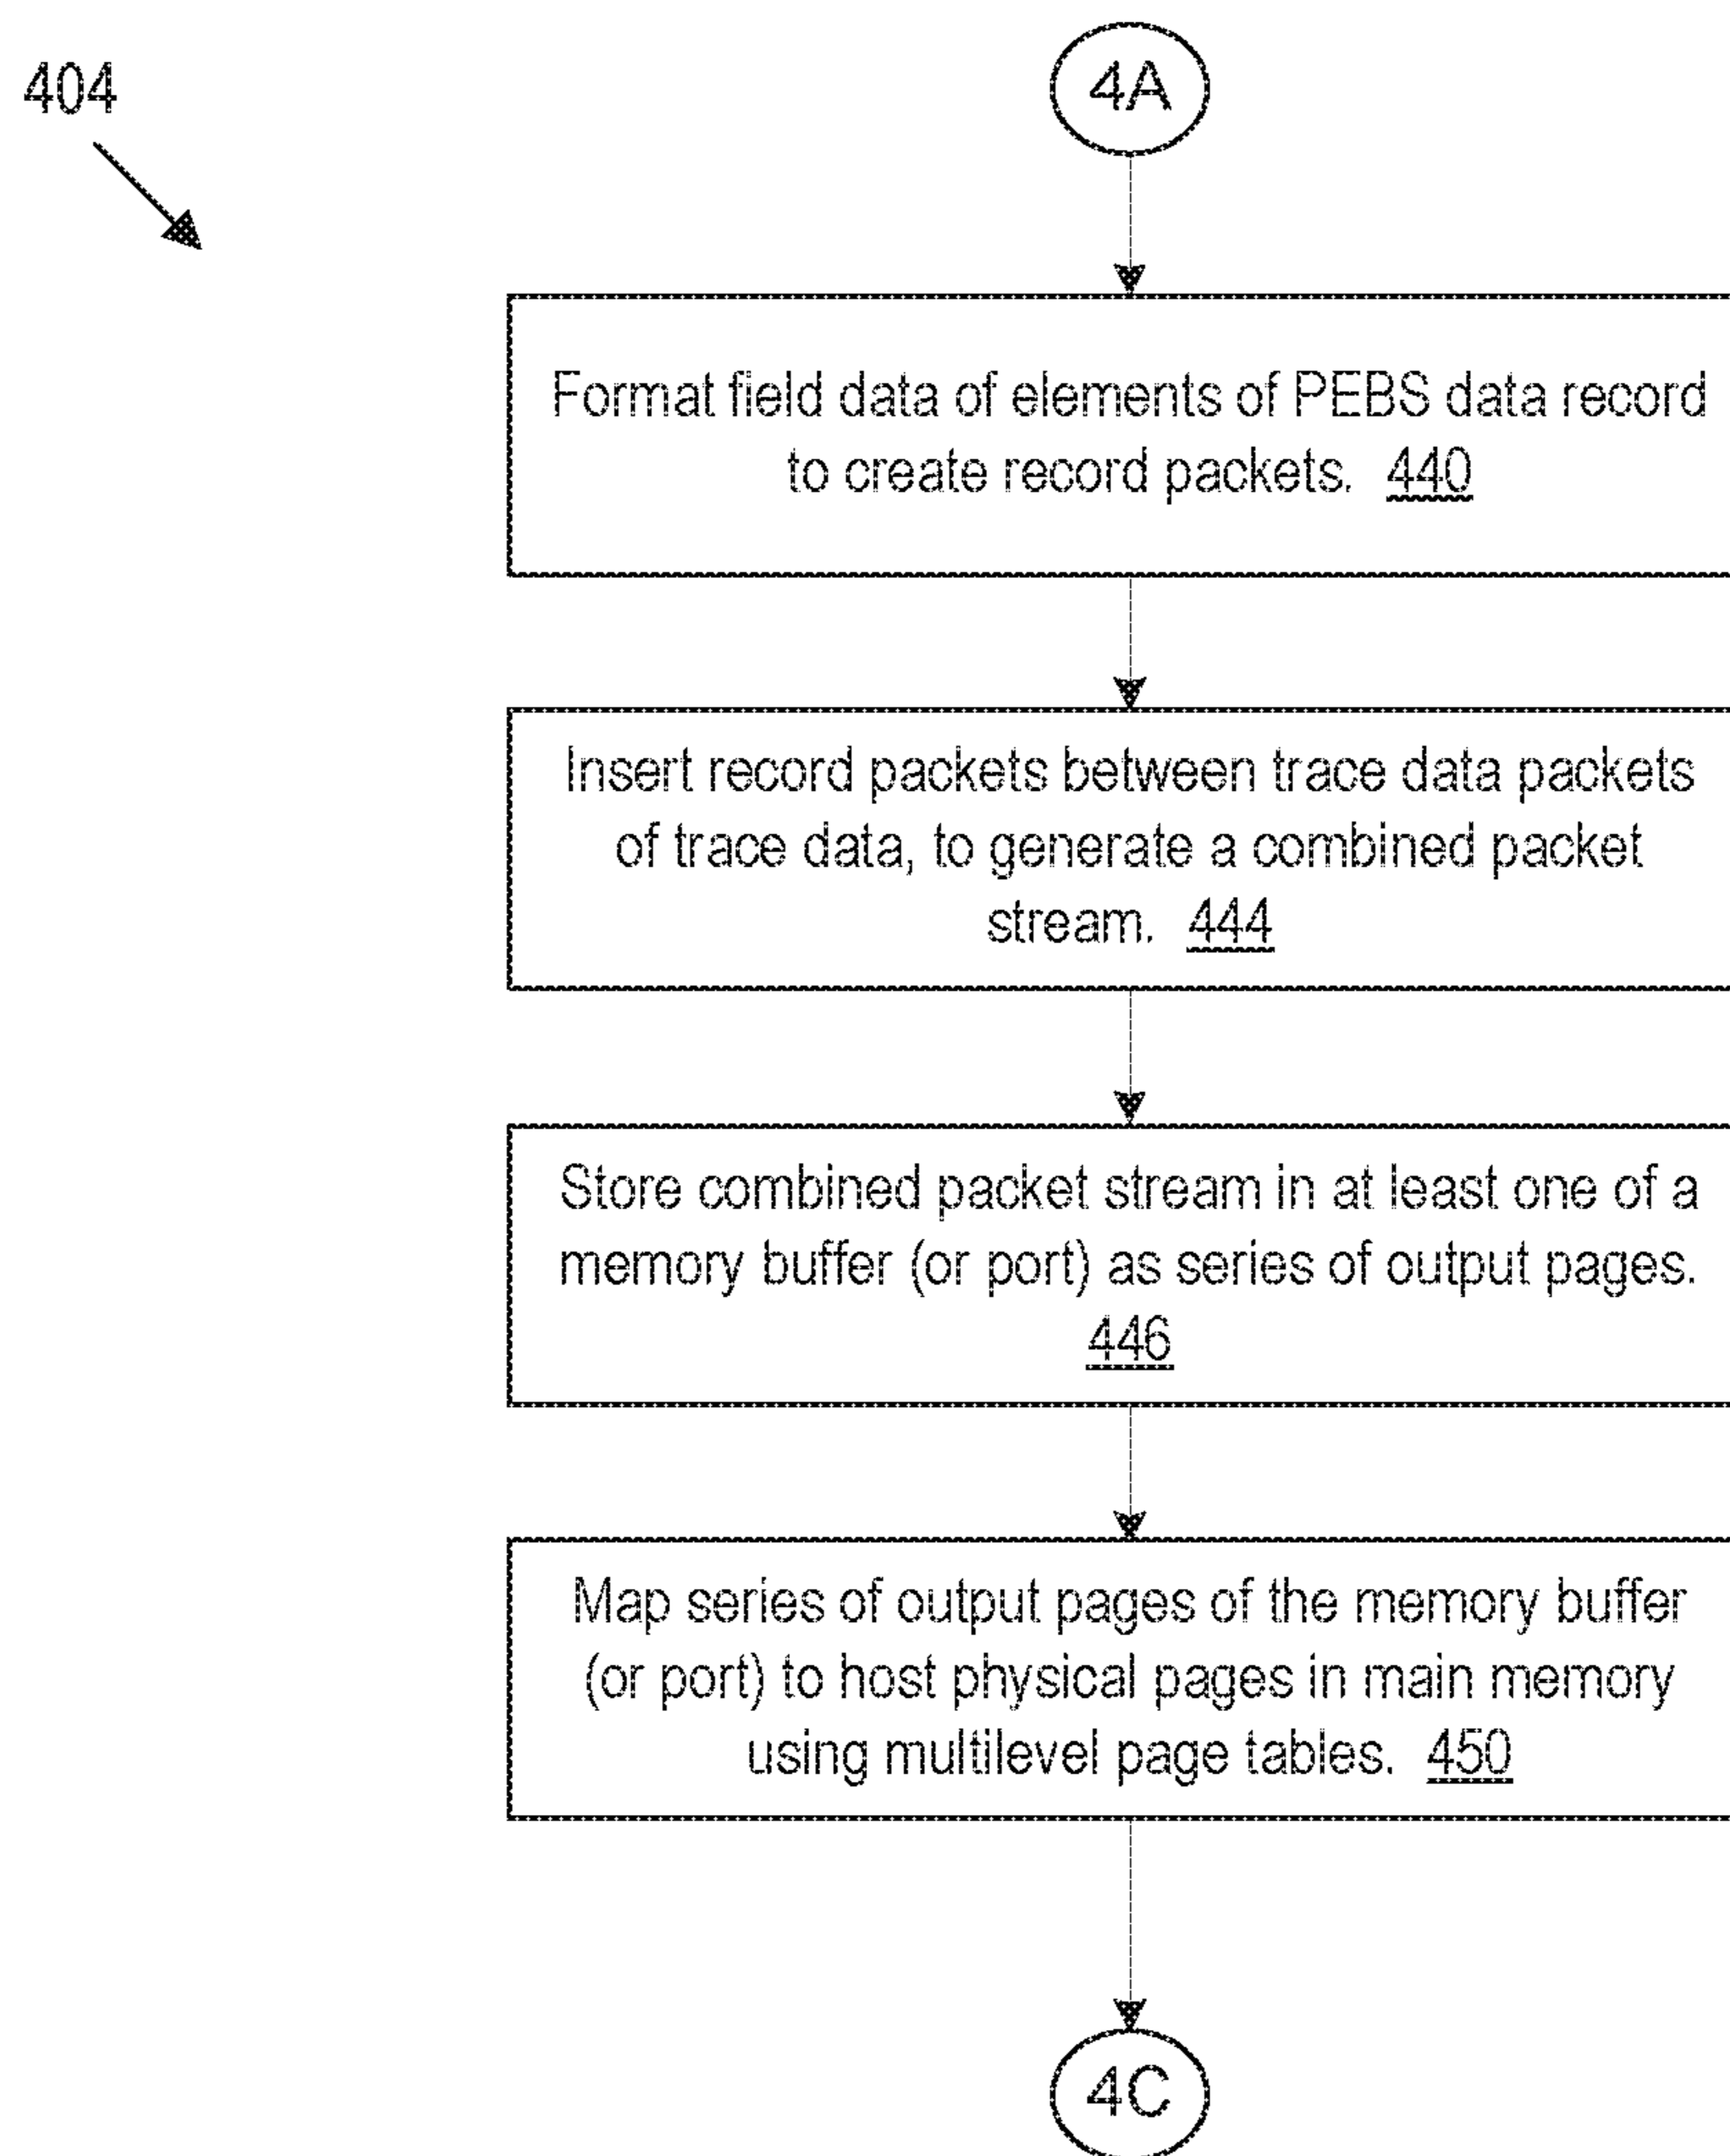 404
4A
Format field data of elements of PEBS data record
to create record packets. 440
Insert record packets between trace data packets
of trace data, to generate a combined packet
stream. 444
Store combined packet stream in at least one of a
memory buffer (or port) as series of output pages.
446
Map series of output pages of the memory buffer
(or port) to host physical pages in main memory
using multilevel page tables. 450
4C